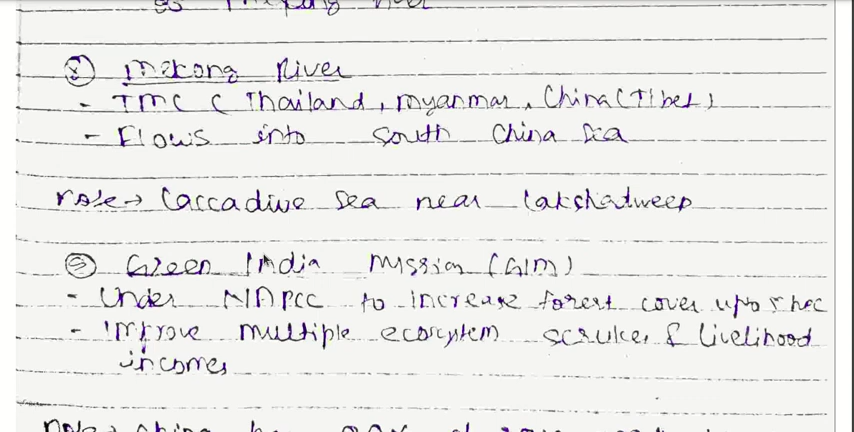 Mekong River
- TMC C Thailand, Myanmar, China (Tibet)
- Flows into South China Sea
Note → Laccadive Sea near Lakshadweep
Green India Mission (GIM)
- Under NAPCC to increase forest cover upto 5 hec
- Improve multiple ecosystem services & livelihood
incomes